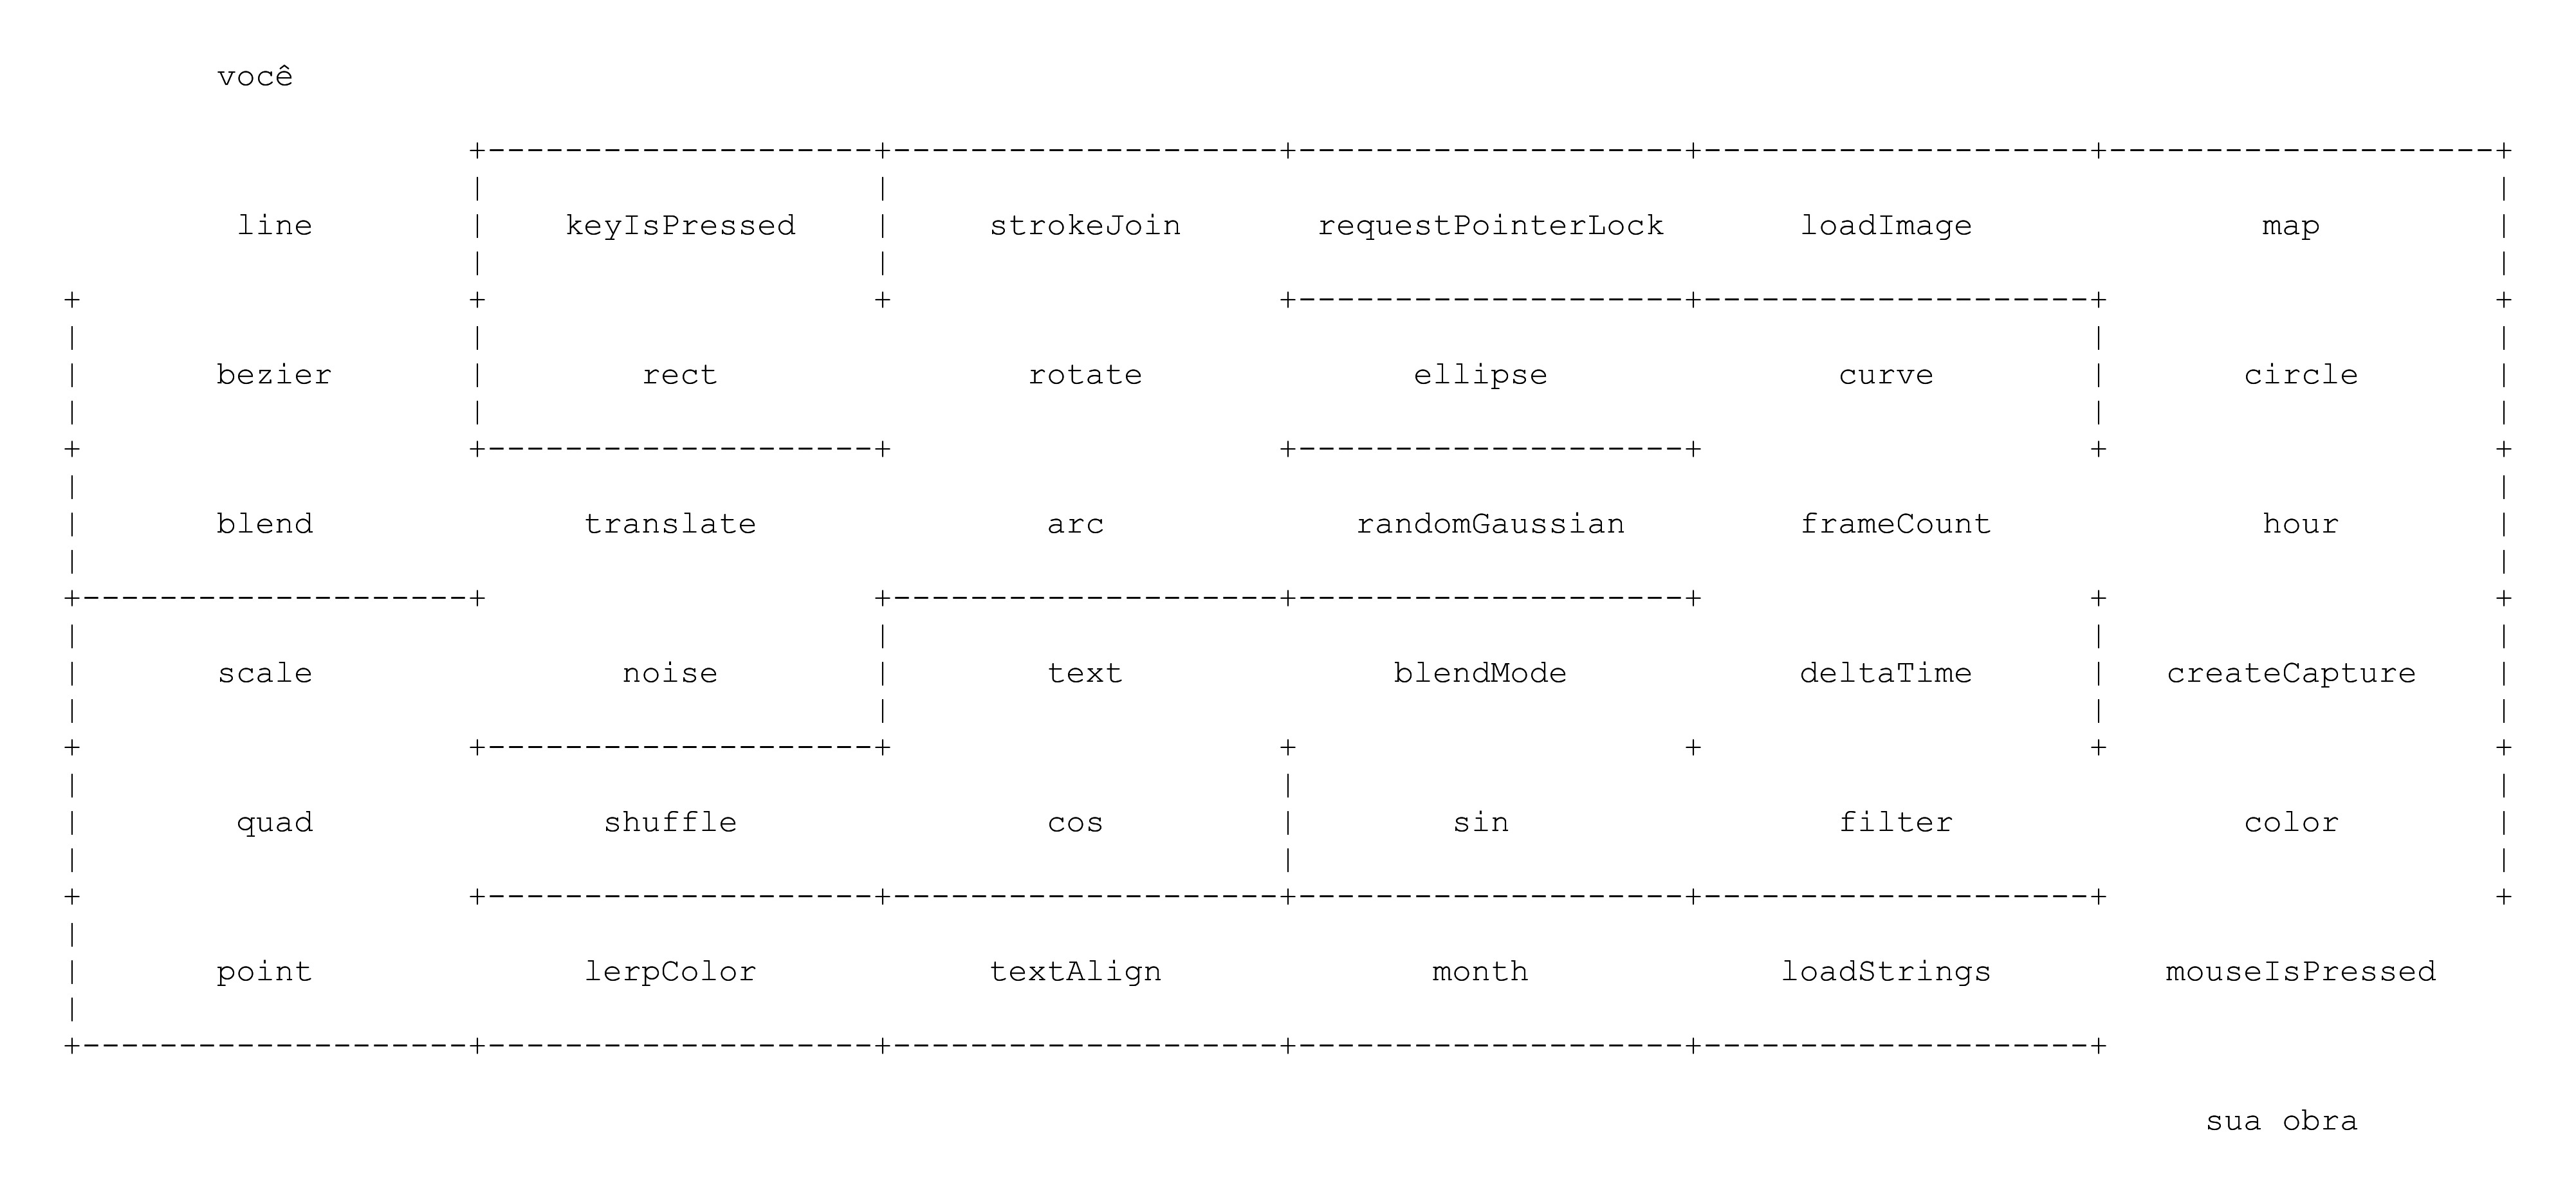 você
line keyIsPressed strokeJoin requestPointerLock loadImage map
bezier rect rotate ellipse curve circle
blend translate arc randomGaussian frameCount hour
scale noise text blendMode deltaTime createCapture
quad shuffle cos sin filter color
point lerpColor textAlign month loadStrings mouseIsPressed
sua obra